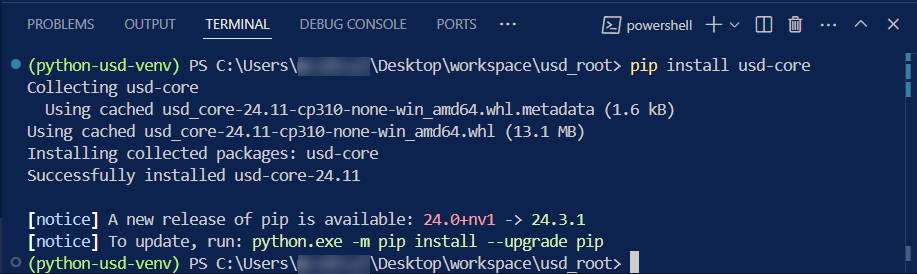 PROBLEMS OUTPUT TERMINAL DEBUG CONSOLE PORTS ... powershell
(python-usd-venv) PS C:\Users\ \Desktop\workspace\usd_root> pip install usd-core
Collecting usd-core
  Using cached usd_core-24.11-cp310-none-win_amd64.whl.metadata (1.6 kB)
Using cached usd_core-24.11-cp310-none-win_amd64.whl (13.1 MB)
Installing collected packages: usd-core
Successfully installed usd-core-24.11
[notice] A new release of pip is available: 24.0+nv1 -> 24.3.1
[notice] To update, run: python.exe -m pip install --upgrade pip
(python-usd-venv) PS C:\Users\ \Desktop\workspace\usd_root>